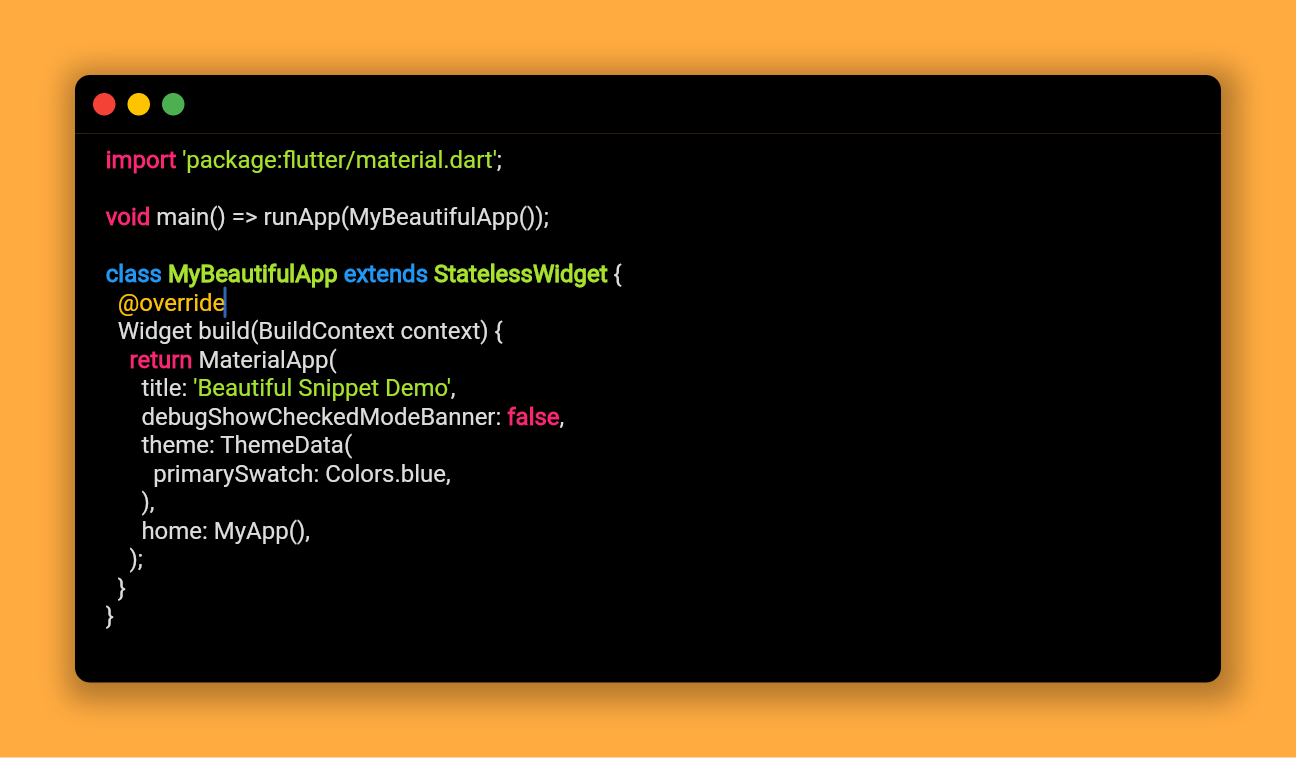 import 'package:flutter/material.dart';

void main() => runApp(MyBeautifulApp());

class MyBeautifulApp extends StatelessWidget {
  @override
  Widget build(BuildContext context) {
    return MaterialApp(
      title: 'Beautiful Snippet Demo',
      debugShowCheckedModeBanner: false,
      theme: ThemeData(
        primarySwatch: Colors.blue,
      ),
      home: MyApp(),
    );
  }
}